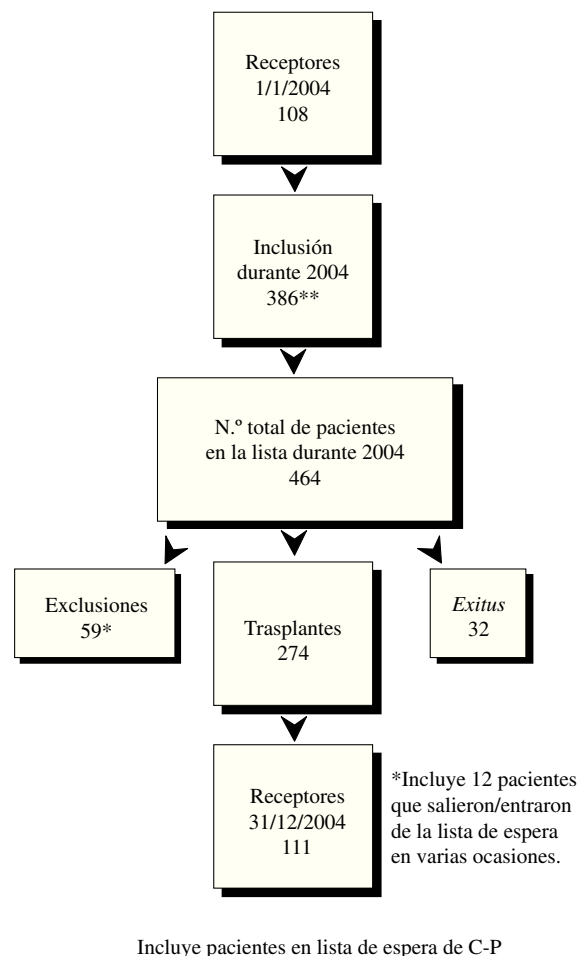 Receptores
1/1/2004
108
Inclusión
durante 2004
386**
N.º total de pacientes
en la lista durante 2004
464
Exclusiones
59*
Trasplantes
274
Exitus
32
Receptores
31/12/2004
111
*Incluye 12 pacientes
que salieron/entraron
de la lista de espera
en varias ocasiones.
Incluye pacientes en lista de espera de C-P